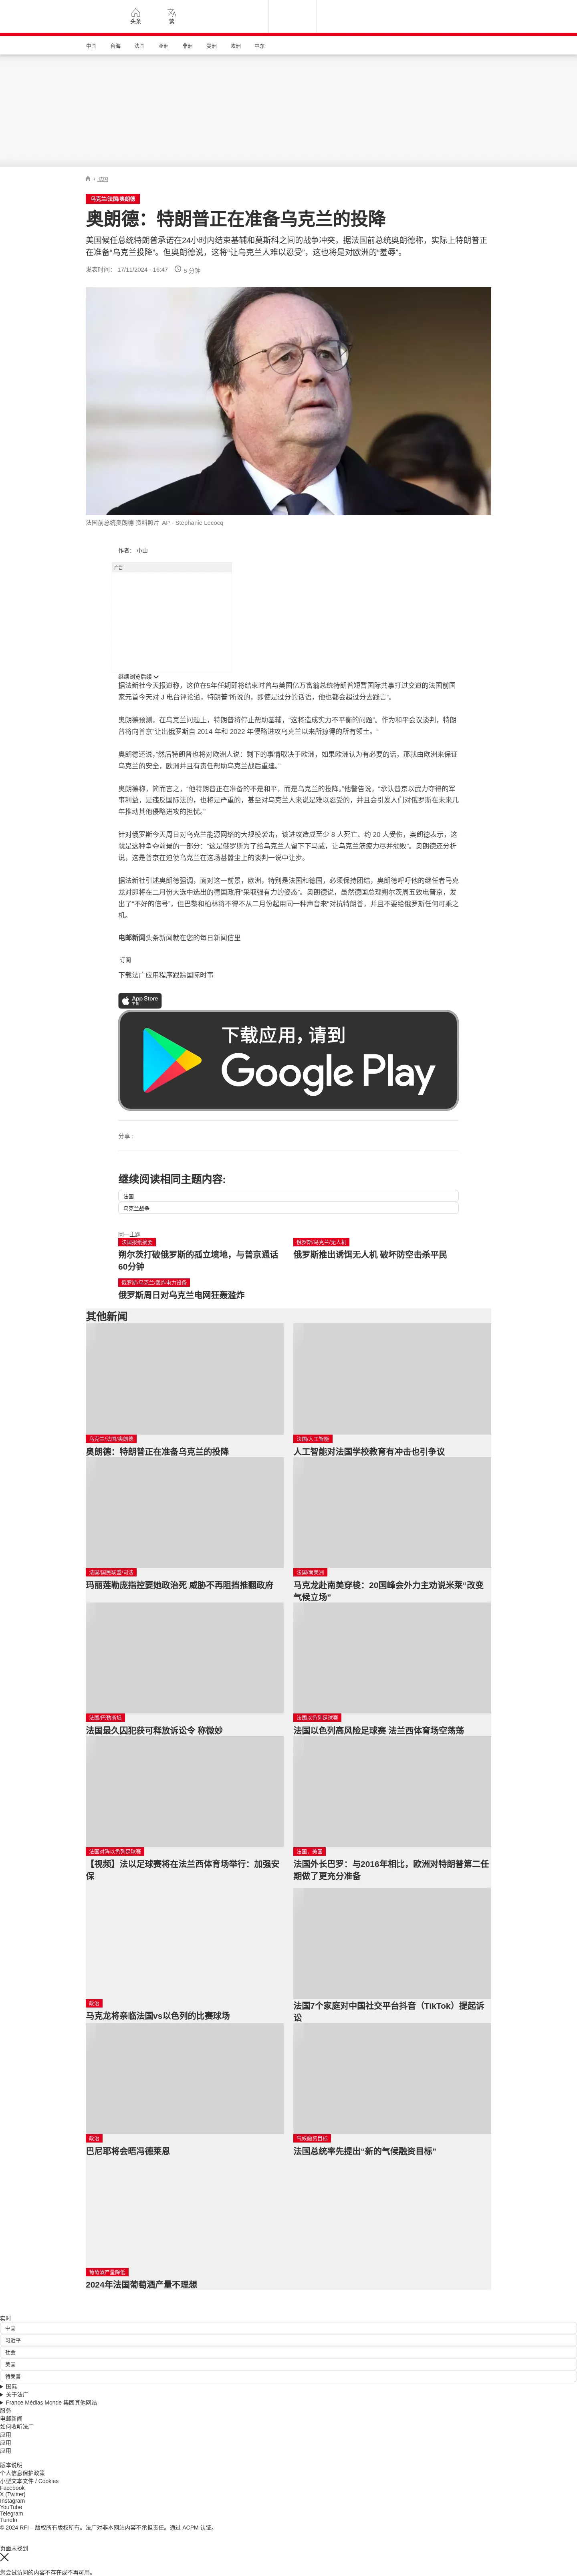 头条
繁
中国
台海
法国
亚洲
非洲
美洲
欧洲
中东
/ 法国
乌克兰/法国/奥朗德
奥朗德：特朗普正在准备乌克兰的投降
美国候任总统特朗普承诺在24小时内结束基辅和莫斯科之间的战争冲突，据法国前总统奥朗德称，实际上特朗普正
在准备“乌克兰投降”。但奥朗德说，这将“让乌克兰人难以忍受”，这也将是对欧洲的“羞辱”。
发表时间： 17/11/2024 - 16:47
5 分钟
法国前总统奥朗德 资料照片 AP - Stephanie Lecocq
作者： 小山
广告
继续浏览后续
据法新社今天报道称，这位在5年任期即将结束时曾与美国亿万富翁总统特朗普短暂国际共事打过交道的法国前国
家元首今天对 J 电台评论道，特朗普“所说的，即使是过分的话语，他也都会超过分去践言”。
奥朗德预测，在乌克兰问题上，特朗普将停止帮助基辅，“这将造成实力不平衡的问题”。作为和平会议谈判，特朗
普将向普京“让出俄罗斯自 2014 年和 2022 年侵略进攻乌克兰以来所掠得的所有领土。”
奥朗德还说，”然后特朗普也将对欧洲人说：剩下的事情取决于欧洲，如果欧洲认为有必要的话，那就由欧洲来保证
乌克兰的安全，欧洲并且有责任帮助乌克兰战后重建。”
奥朗德称，简而言之，“他特朗普正在准备的不是和平，而是乌克兰的投降。”他警告说，“承认普京以武力夺得的军
事利益，是违反国际法的，也将是严重的，甚至对乌克兰人来说是难以忍受的，并且会引发人们对俄罗斯在未来几
年推动其他侵略进攻的担忧。”
针对俄罗斯今天周日对乌克兰能源网络的大规模袭击，该进攻造成至少 8 人死亡、约 20 人受伤，奥朗德表示，这
就是这种争夺前景的一部分：“这是俄罗斯为了给乌克兰人留下下马威，让乌克兰筋疲力尽并颓败”。奥朗德还分析
说，这是普京在迫使乌克兰在这场甚嚣尘上的谈判一说中让步。
据法新社引述奥朗德强调，面对这一前景，欧洲，特别是法国和德国，必须保持团结，奥朗德呼吁他的继任者马克
龙对即将在二月份大选中选出的德国政府“采取强有力的姿态”。奥朗德说，虽然德国总理朔尔茨周五致电普京，发
出了“不好的信号”，但巴黎和柏林将不得不从二月份起用同一种声音来“对抗特朗普，并且不要给俄罗斯任何可乘之
机。
电邮新闻头条新闻就在您的每日新闻信里
订阅
下载法广应用程序跟踪国际时事
App Store
下载
下载应用，请到
Google Play
分享 :
继续阅读相同主题内容:
法国
乌克兰战争
同一主题
法国报纸摘要
朔尔茨打破俄罗斯的孤立境地，与普京通话
60分钟
俄罗斯/乌克兰/无人机
俄罗斯推出诱饵无人机 破坏防空击杀平民
俄罗斯/乌克兰/轰炸电力设备
俄罗斯周日对乌克兰电网狂轰滥炸
其他新闻
乌克兰/法国/奥朗德
奥朗德：特朗普正在准备乌克兰的投降
法国/人工智能
人工智能对法国学校教育有冲击也引争议
法国/国民联盟/司法
玛丽莲勒庞指控要她政治死 威胁不再阻挡推翻政府
法国/南美洲
马克龙赴南美穿梭：20国峰会外力主劝说米莱“改变
气候立场”
法国/巴勒斯坦
法国最久囚犯获可释放诉讼令 称微妙
法国以色列足球赛
法国以色列高风险足球赛 法兰西体育场空荡荡
法国对阵以色列足球赛
【视频】法以足球赛将在法兰西体育场举行：加强安
保
法国，美国
法国外长巴罗：与2016年相比，欧洲对特朗普第二任
期做了更充分准备
政治
马克龙将亲临法国vs以色列的比赛球场
法国7个家庭对中国社交平台抖音（TikTok）提起诉
讼
政治
巴尼耶将会晤冯德莱恩
气候融资目标
法国总统率先提出“新的气候融资目标”
葡萄酒产量降低
2024年法国葡萄酒产量不理想
实时
中国
习近平
社会
美国
特朗普
国际
关于法广
France Médias Monde 集团其他网站
服务
电邮新闻
如何收听法广
应用
应用
应用
版本说明
个人信息保护政策
小型文本文件 / Cookies
Facebook
X (Twitter)
Instagram
YouTube
Telegram
TuneIn
© 2024 RFI – 版权所有版权所有。法广对非本网站内容不承担责任。通过 ACPM 认证。
页面未找到
您尝试访问的内容不存在或不再可用。